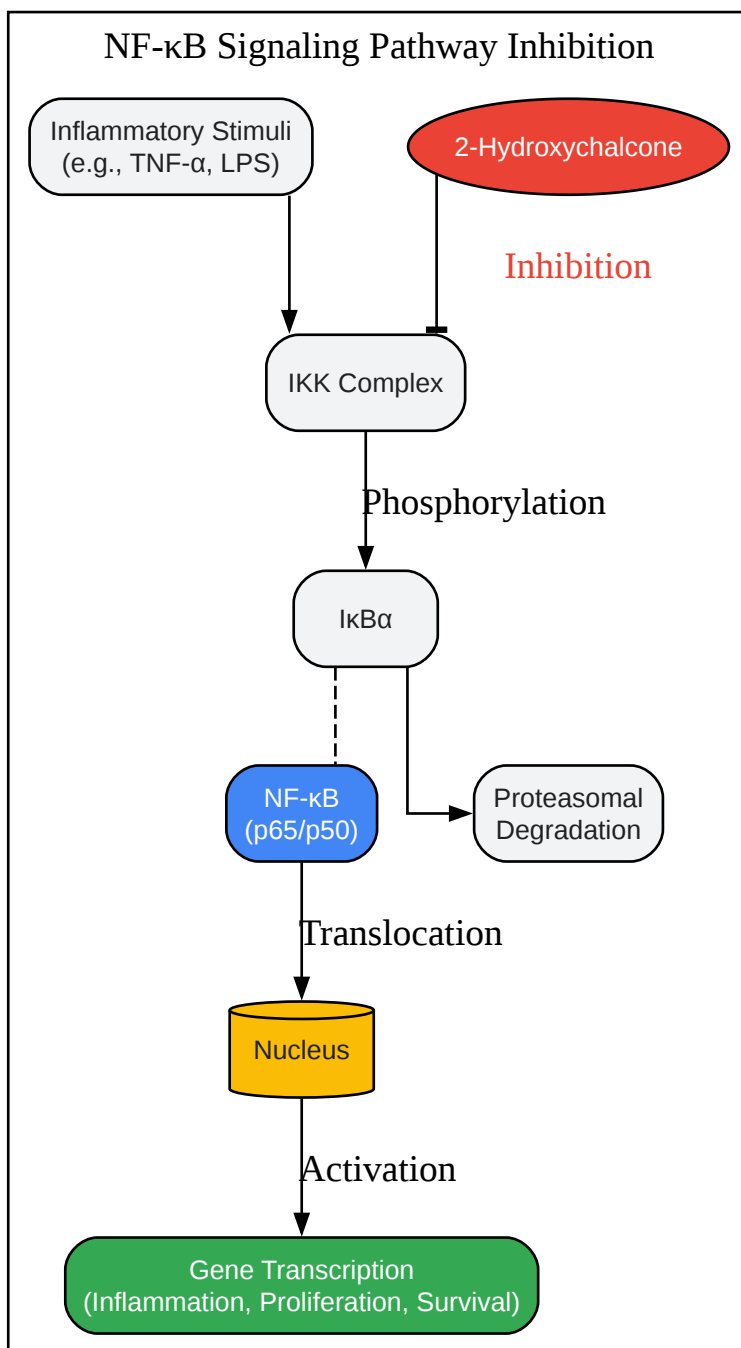 NF-κB Signaling Pathway Inhibition
Inflammatory Stimuli
(e.g., TNF-α, LPS)
2-Hydroxychalcone
Inhibition
IKK Complex
Phosphorylation
IκBα
NF-κB
(p65/p50)
Proteasomal
Degradation
Translocation
Nucleus
Activation
Gene Transcription
(Inflammation, Proliferation, Survival)